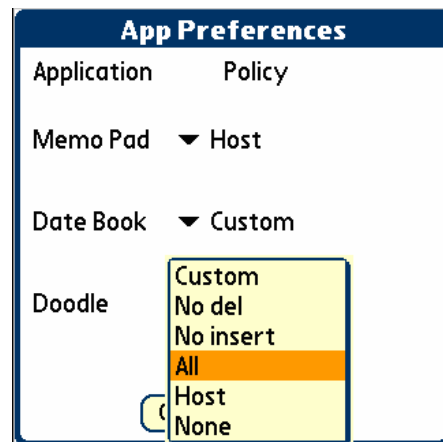 App Preferences
Application Policy
Memo Pad Host
Date Book Custom
Doodle
Custom
No del
No insert
All
Host
None